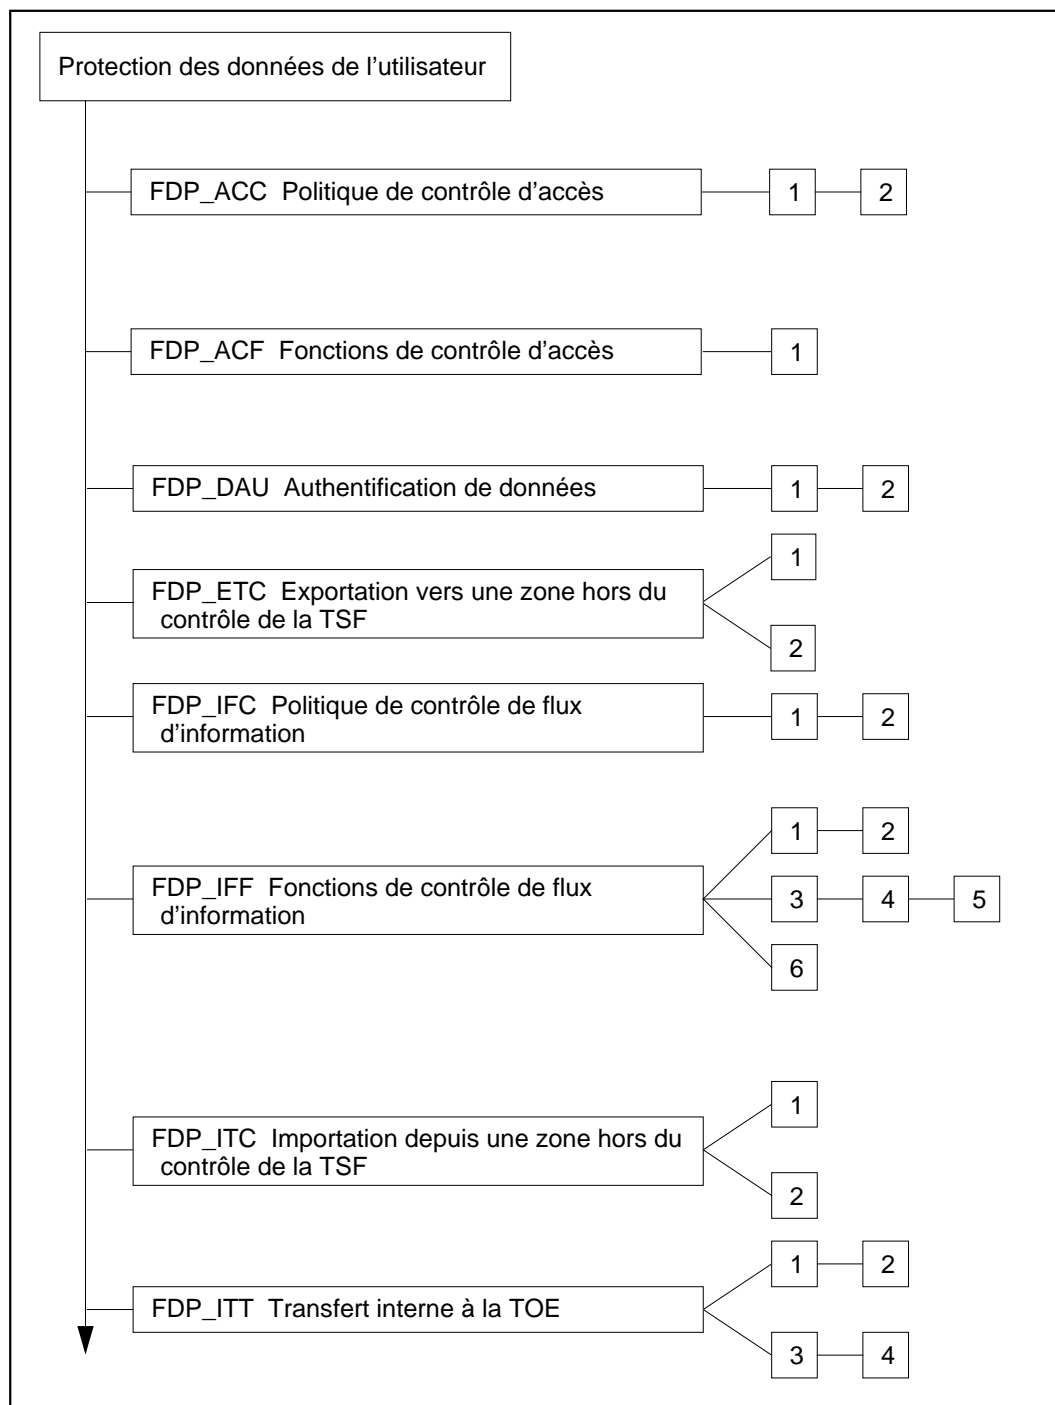 Protection des données de l'utilisateur
FDP_ACC Politique de contrôle d'accès 1 2
FDP_ACF Fonctions de contrôle d'accès 1
FDP_DAU Authentification de données 1 2
1
FDP_ETC Exportation vers une zone hors du
contrôle de la TSF
2
FDP_IFC Politique de contrôle de flux
d'information
1 2
1 2
FDP_IFF Fonctions de contrôle de flux
d'information
3 4 5
6
1
FDP_ITC Importation depuis une zone hors du
contrôle de la TSF
2
1 2
FDP_ITT Transfert interne à la TOE
3 4